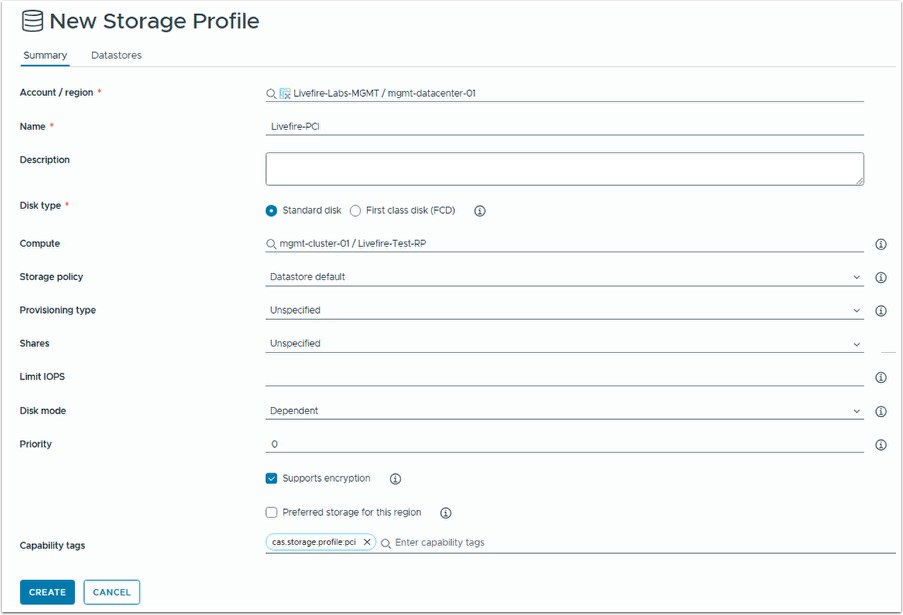 New Storage Profile
Summary Datastores
Account / region * Livefire-Labs-MGMT / mgmt-datacenter-01
Name * Livefire-PCI
Description
Disk type * Standard disk First class disk (FCD)
Compute mgmt-cluster-01 / Livefire-Test-RP
Storage policy Datastore default
Provisioning type Unspecified
Shares Unspecified
Limit IOPS
Disk mode Dependent
Priority 0
Supports encryption
Preferred storage for this region
Capability tags cas.storage.profile:pci Enter capability tags
CREATE CANCEL